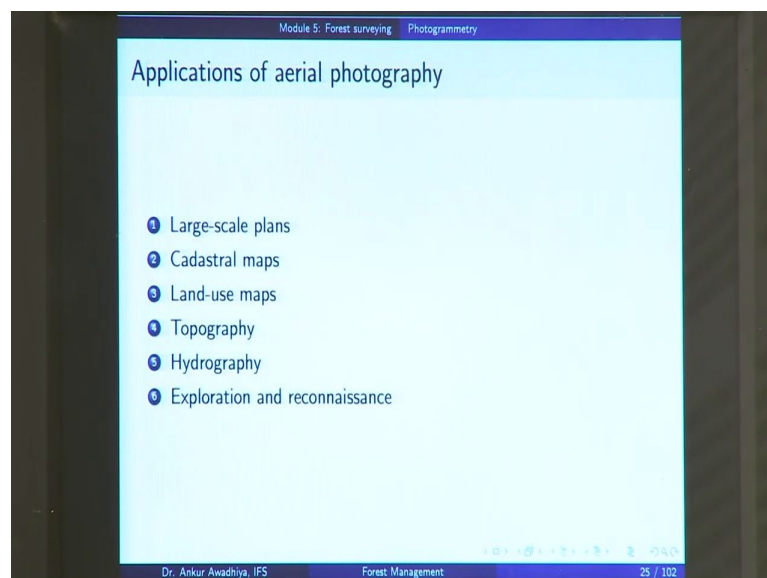 Module 5: Forest surveying Photogrammetry
Applications of aerial photography
1 Large-scale plans
2 Cadastral maps
3 Land-use maps
4 Topography
5 Hydrography
6 Exploration and reconnaissance
Dr. Ankur Awadhiya, IFS Forest Management 25 / 102